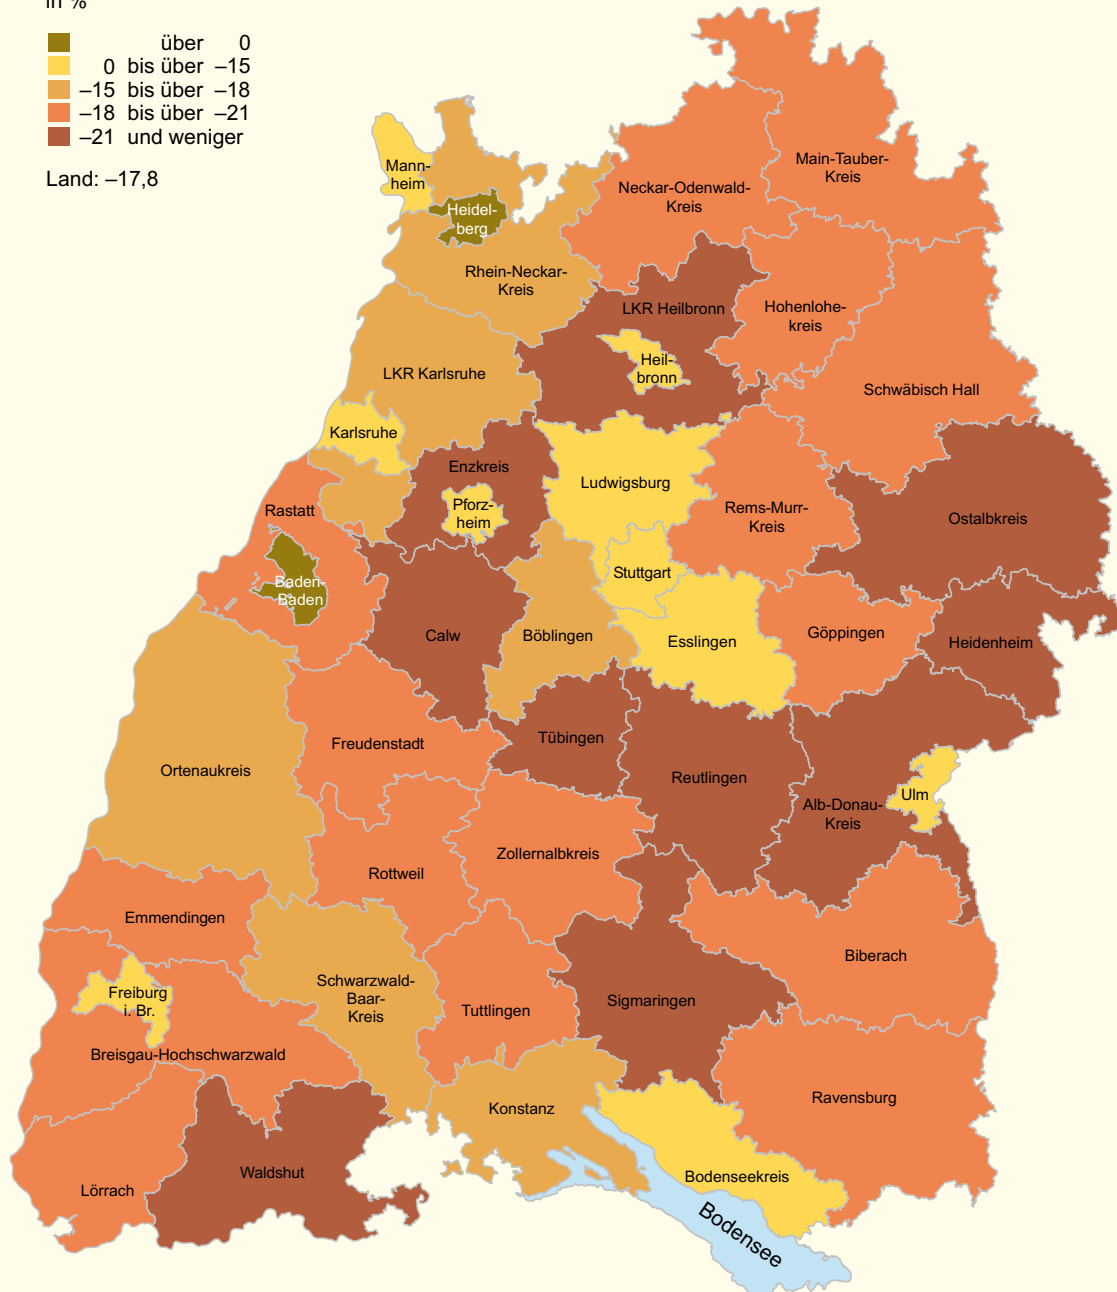 in %
über 0
0 bis über –15
–15 bis über –18
–18 bis über –21
–21 und weniger
Land: –17,8
Mann-
heim
Heidel-
berg
Rhein-Neckar-
Kreis
Neckar-Odenwald-
Kreis
Main-Tauber-
Kreis
LKR Heilbronn
Hohenlohe-
kreis
Heil-
bronn
LKR Karlsruhe
Schwäbisch Hall
Karlsruhe
Enzkreis
Ludwigsburg
Pforz-
heim
Rastatt
Rems-Murr-
Kreis
Ostalbkreis
Stuttgart
Baden-
Baden
Calw
Böblingen
Esslingen
Göppingen
Heidenheim
Freudenstadt
Tübingen
Ortenaukreis
Reutlingen
Ulm
Alb-Donau-
Kreis
Rottweil
Zollernalbkreis
Emmendingen
Biberach
Freiburg
i. Br.
Schwarzwald-
Baar-
Kreis
Tuttlingen
Sigmaringen
Breisgau-Hochschwarzwald
Konstanz
Ravensburg
Waldshut
Lörrach
Bodenseekreis
Bodensee